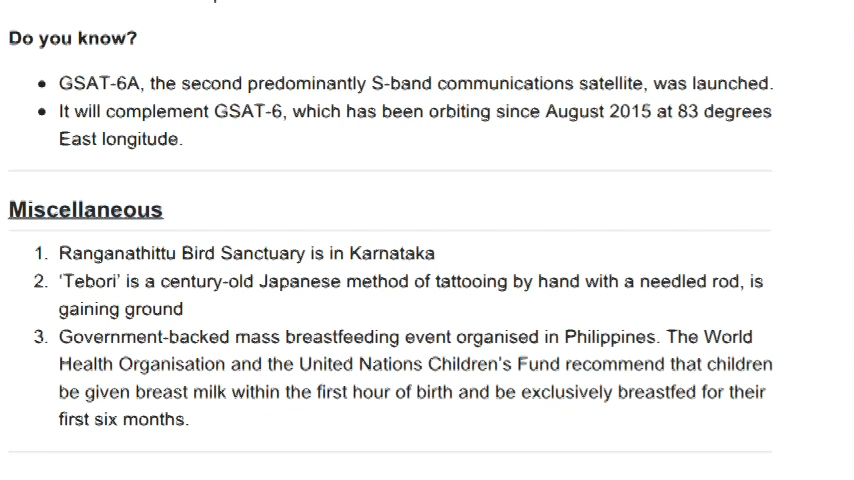 Do you know?
• GSAT-6A, the second predominantly S-band communications satellite, was launched.
• It will complement GSAT-6, which has been orbiting since August 2015 at 83 degrees
East longitude.
Miscellaneous
1. Ranganathittu Bird Sanctuary is in Karnataka
2. ‘Tebori’ is a century-old Japanese method of tattooing by hand with a needled rod, is
gaining ground
3. Government-backed mass breastfeeding event organised in Philippines. The World
Health Organisation and the United Nations Children’s Fund recommend that children
be given breast milk within the first hour of birth and be exclusively breastfed for their
first six months.